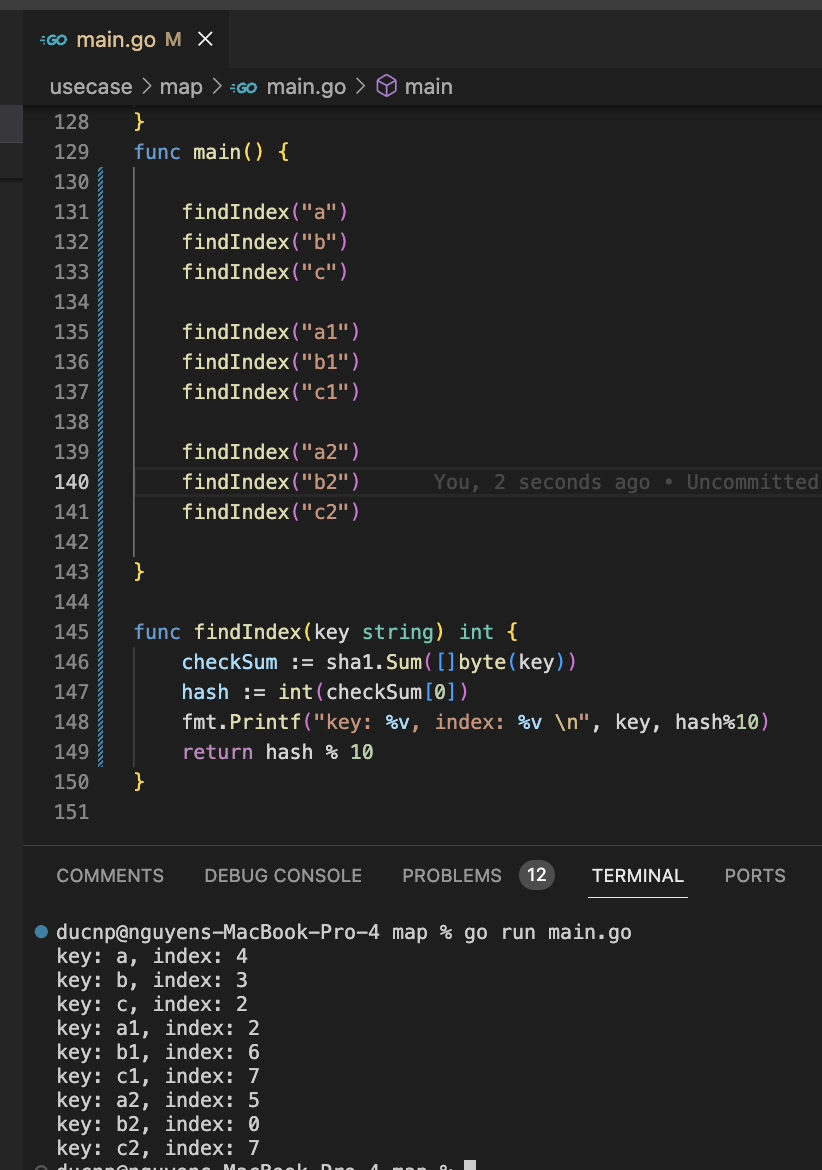 GO main.go M
usecase > map > GO main.go > main
128 }
129 func main() {
130
131 findIndex("a")
132 findIndex("b")
133 findIndex("c")
134
135 findIndex("a1")
136 findIndex("b1")
137 findIndex("c1")
138
139 findIndex("a2")
140 findIndex("b2") You, 2 seconds ago • Uncommitted
141 findIndex("c2")
142
143 }
144
145 func findIndex(key string) int {
146 checkSum := sha1.Sum([]byte(key))
147 hash := int(checkSum[0])
148 fmt.Printf("key: %v, index: %v \n", key, hash%10)
149 return hash % 10
150 }
151
COMMENTS DEBUG CONSOLE PROBLEMS 12 TERMINAL PORTS
ducnp@nguyens-MacBook-Pro-4 map % go run main.go
key: a, index: 4
key: b, index: 3
key: c, index: 2
key: a1, index: 2
key: b1, index: 6
key: c1, index: 7
key: a2, index: 5
key: b2, index: 0
key: c2, index: 7
ducnp@nguyens-MacBook-Pro-4 map %